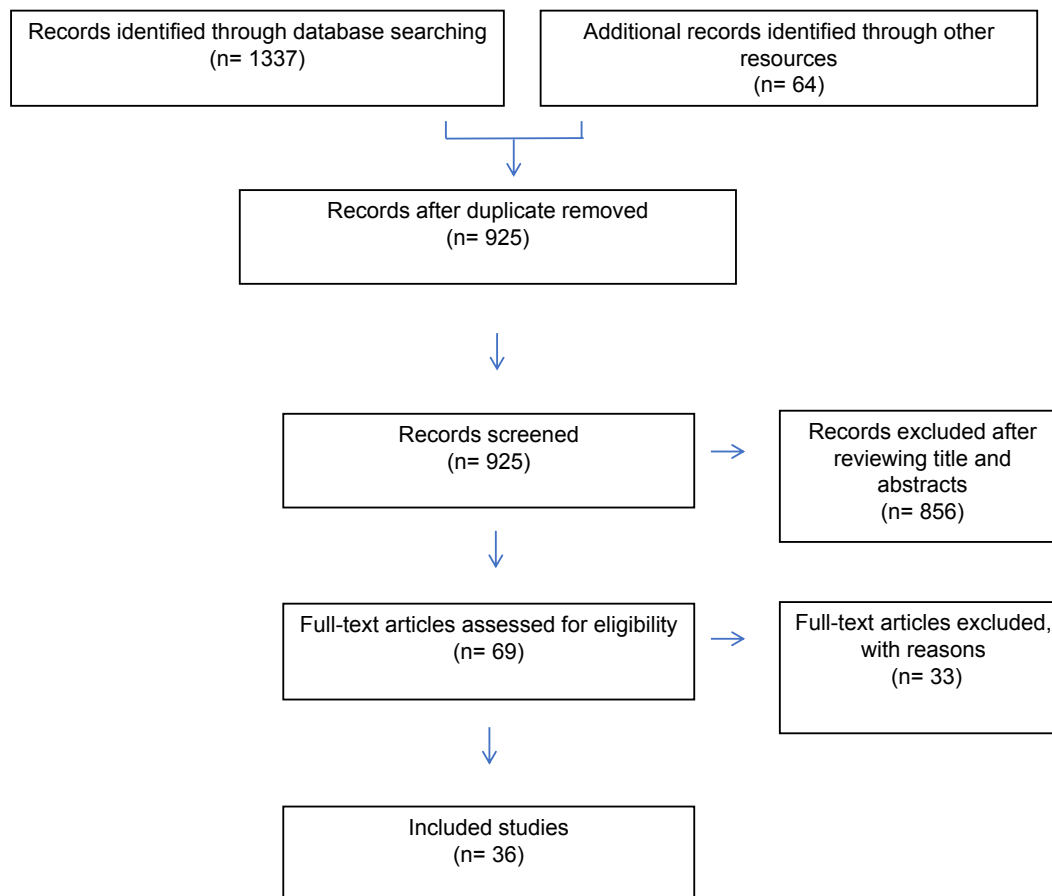 Records identified through database searching
(n= 1337)
Additional records identified through other
resources
(n= 64)
Records after duplicate removed
(n= 925)
Records screened
(n= 925)
Records excluded after
reviewing title and
abstracts
(n= 856)
Full-text articles assessed for eligibility
(n= 69)
Full-text articles excluded,
with reasons
(n= 33)
Included studies
(n= 36)